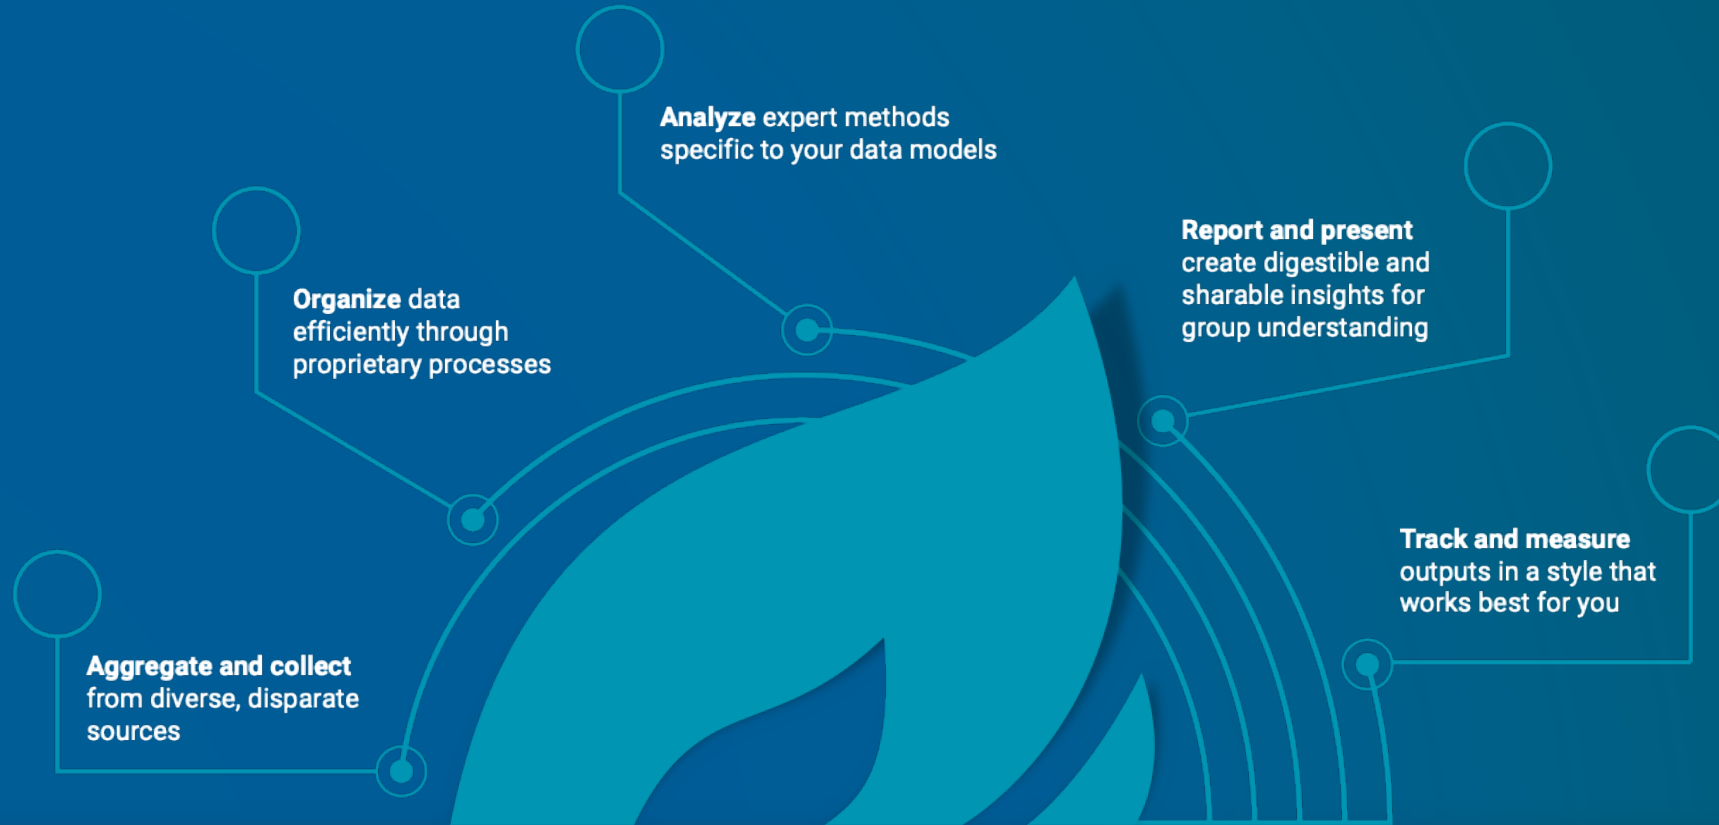 Analyze expert methods
specific to your data models
Report and present
create digestible and
sharable insights for
group understanding
Organize data
efficiently through
proprietary processes
Track and measure
outputs in a style that
works best for you
Aggregate and collect
from diverse, disparate
sources